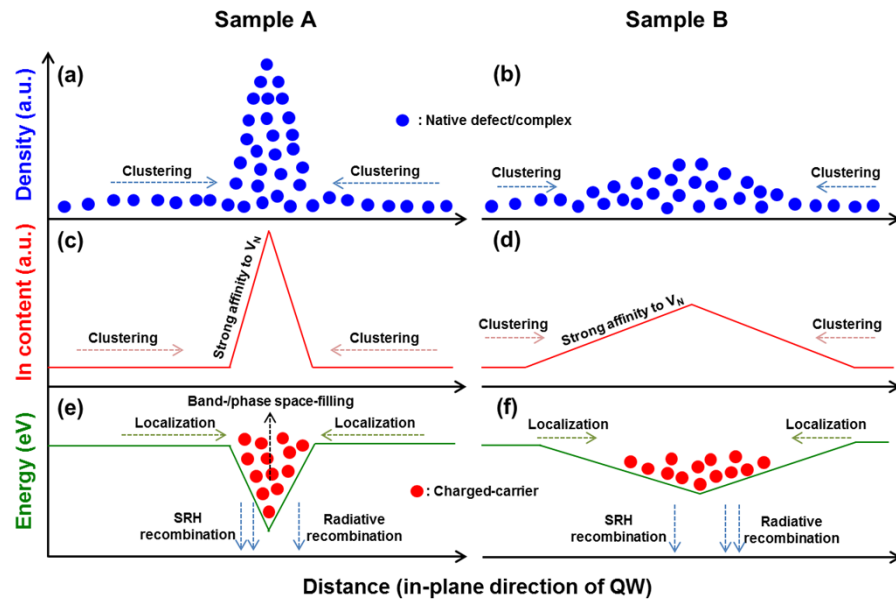 Sample A
Sample B
Density (a.u.)
(a)
Clustering
Clustering
: Native defect/complex
(b)
Clustering
Clustering
In content (a.u.)
(c)
Strong affinity to VN
Clustering
Clustering
(d)
Clustering
Strong affinity to VN
Clustering
Energy (eV)
(e)
Band-/phase space-filling
Localization
Localization
: Charged-carrier
SRH
recombination
Radiative
recombination
(f)
Localization
Localization
SRH
recombination
Radiative
recombination
Distance (in-plane direction of QW)